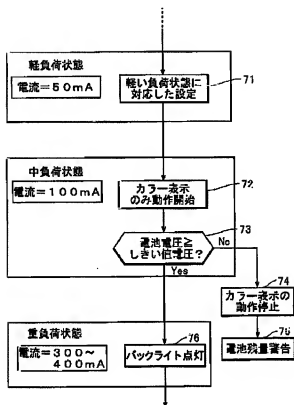 軽負荷状態
電流＝50mA
軽い負荷状態に
対応した設定
71
中負荷状態
電流＝100mA
カラー表示
のみ動作開始
72
電池電圧≧
しきい値電圧？
73
No
Yes
74
カラー表示の
動作停止
75
電池残量警告
重負荷状態
電流＝300～
400mA
76
バックライト点灯